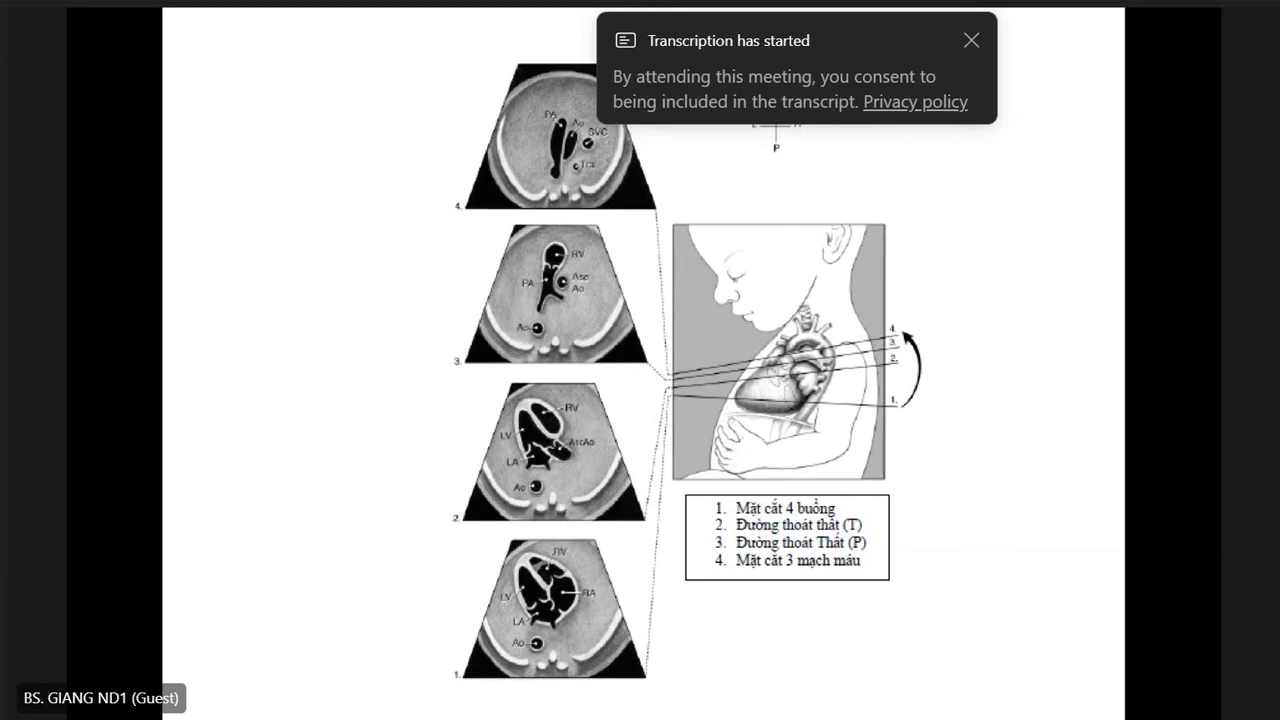 Transcription has started
By attending this meeting, you consent to
being included in the transcript. Privacy policy
P
PA
Ao
SVC
Tra
4.
RV
PA
Asc
Ao
Ao
3.
RV
LV
AscAo
LA
Ao
2.
RV
LV
RA
LA
Ao
1.
4.
3.
2.
1.
1. Mặt cắt 4 buồng
2. Đường thoát thất (T)
3. Đường thoát Thất (P)
4. Mặt cắt 3 mạch máu
BS. GIANG ND1 (Guest)